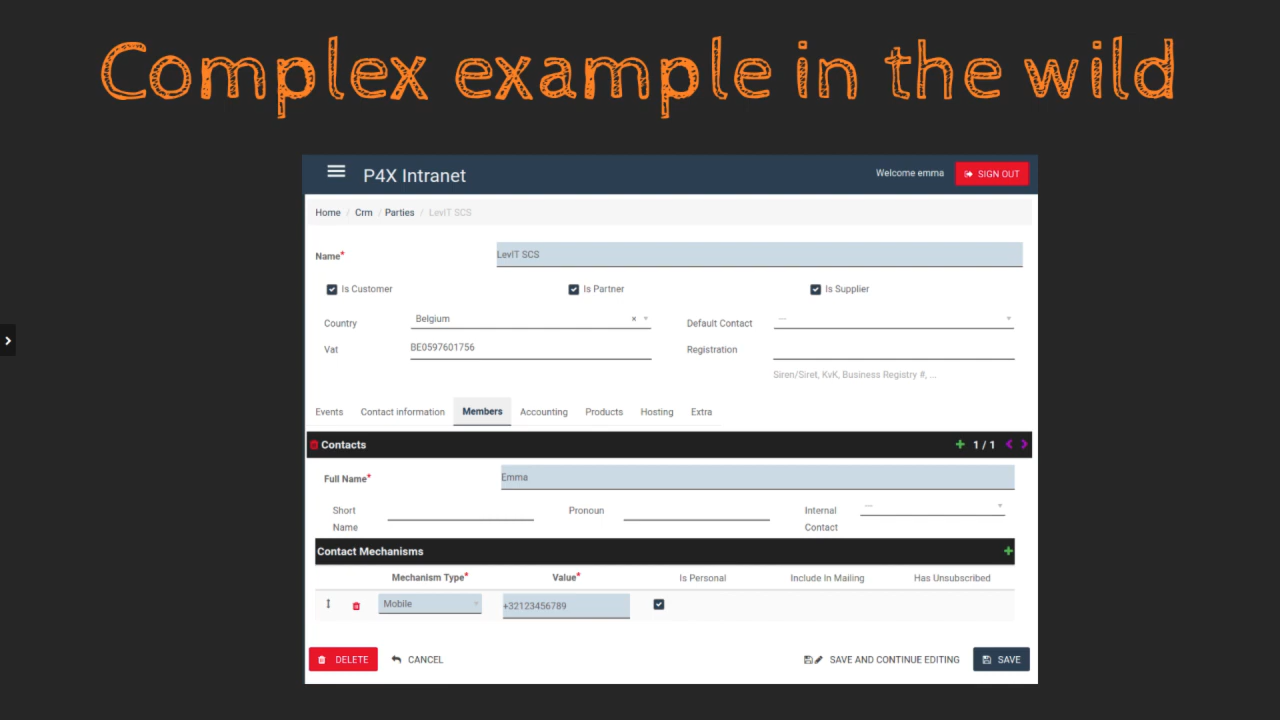 Complex example in the wild
P4X Intranet
Welcome emma
SIGN OUT
Home / Crm / Parties / LevIT SCS
Name*
LevIT SCS
Is Customer
Is Partner
Is Supplier
Country
Belgium
×
Default Contact
---
Vat
BE0597601756
Registration
Siren/Siret, KvK, Business Registry #, ...
Events Contact information Members Accounting Products Hosting Extra
Contacts
1 / 1
Full Name*
Emma
Short Name
Pronoun
Internal Contact
---
Contact Mechanisms
Mechanism Type* Value* Is Personal Include In Mailing Has Unsubscribed
Mobile +32123456789
DELETE CANCEL SAVE AND CONTINUE EDITING SAVE